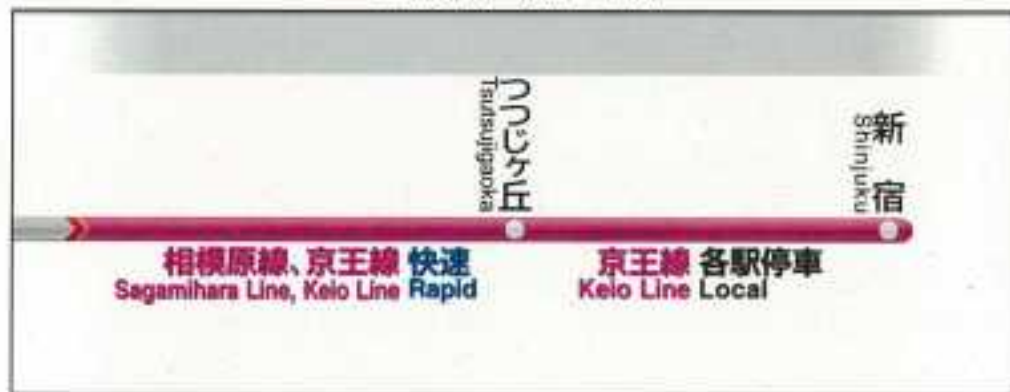 つつじヶ丘
Tsutsujigaoka
新宿
Shinjuku
相模原線、京王線 快速
Sagamihara Line, Keio Line Rapid
京王線 各駅停車
Keio Line Local